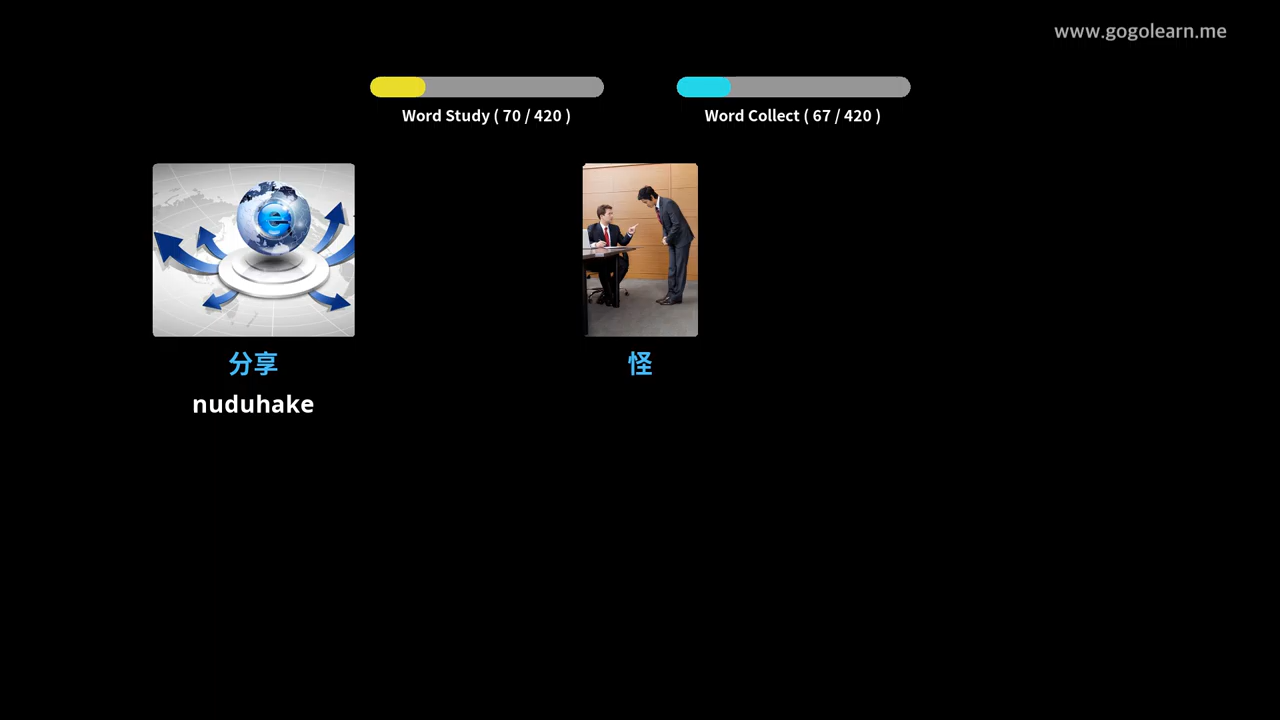 www.gogolearn.me
Word Study ( 70 / 420 )
Word Collect ( 67 / 420 )
e
分享
怪
nuduhake